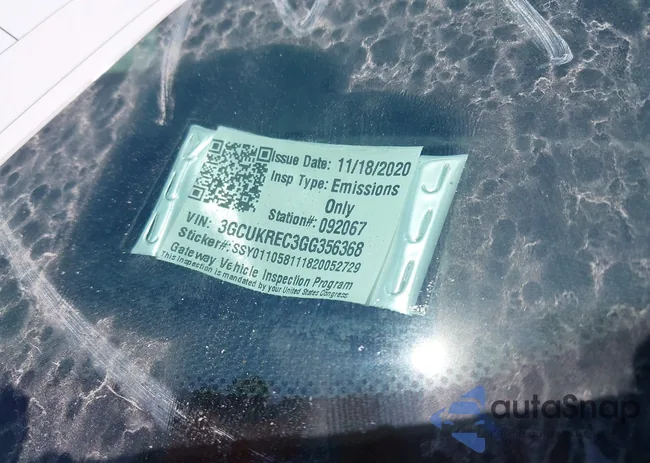 Issue Date: 11/18/2020
Insp Type: Emissions
Only
Station#: 092067
VIN: 3GCUKREC3GG356368
Sticker#: SSY011058111820052729
Gateway Vehicle Inspection Program
This Inspection is mandated by your United States Congress
autoSnap